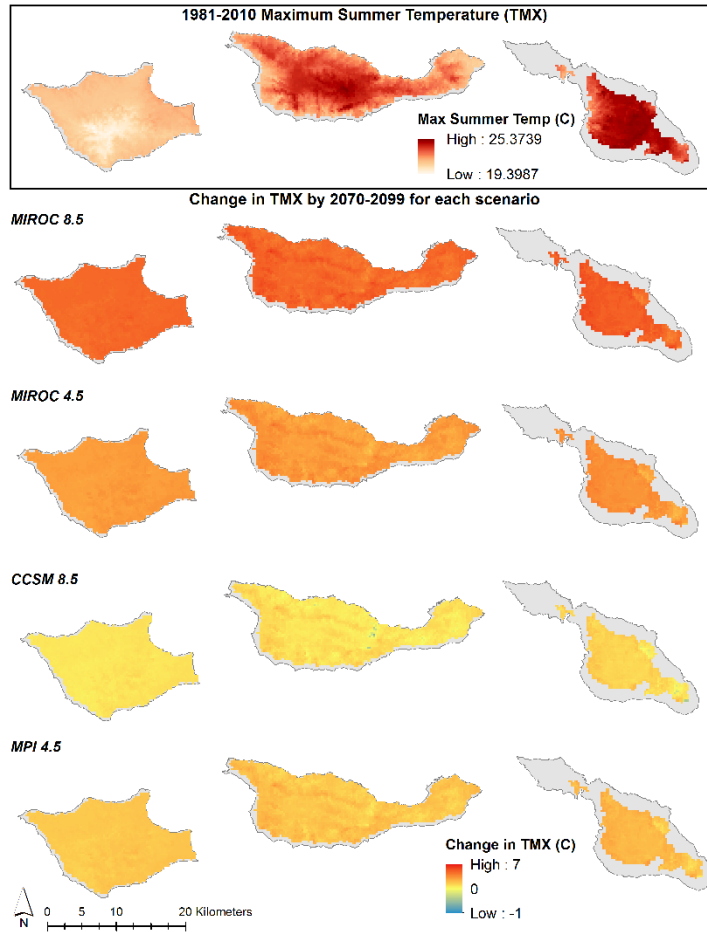 1981-2010 Maximum Summer Temperature (TMX)
Max Summer Temp (C)
High : 25.3739
Low : 19.3987
Change in TMX by 2070-2099 for each scenario
MIROC 8.5
MIROC 4.5
CCSM 8.5
MPI 4.5
Change in TMX (C)
High : 7
0
Low : -1
N
0 5 10 20 Kilometers